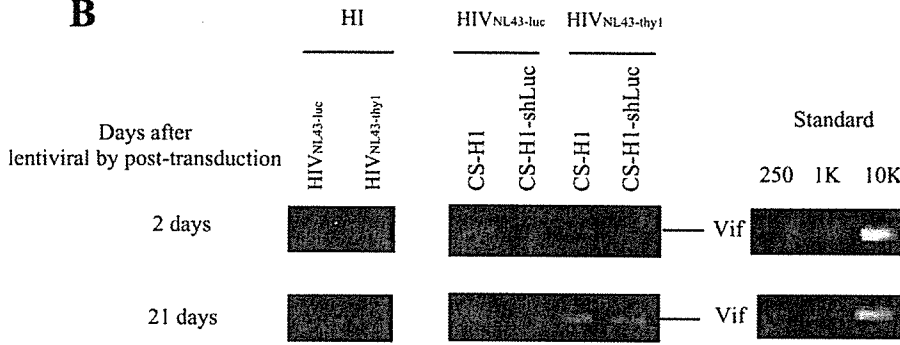 B
HI
HIVNL43-luc
HIVNL43-thy1
HIVNL43-luc
HIVNL43-thy1
CS-H1
CS-H1-shLuc
CS-H1
CS-H1-shLuc
Days after
lentiviral by post-transduction
Standard
250 1K 10K
2 days
Vif
21 days
Vif